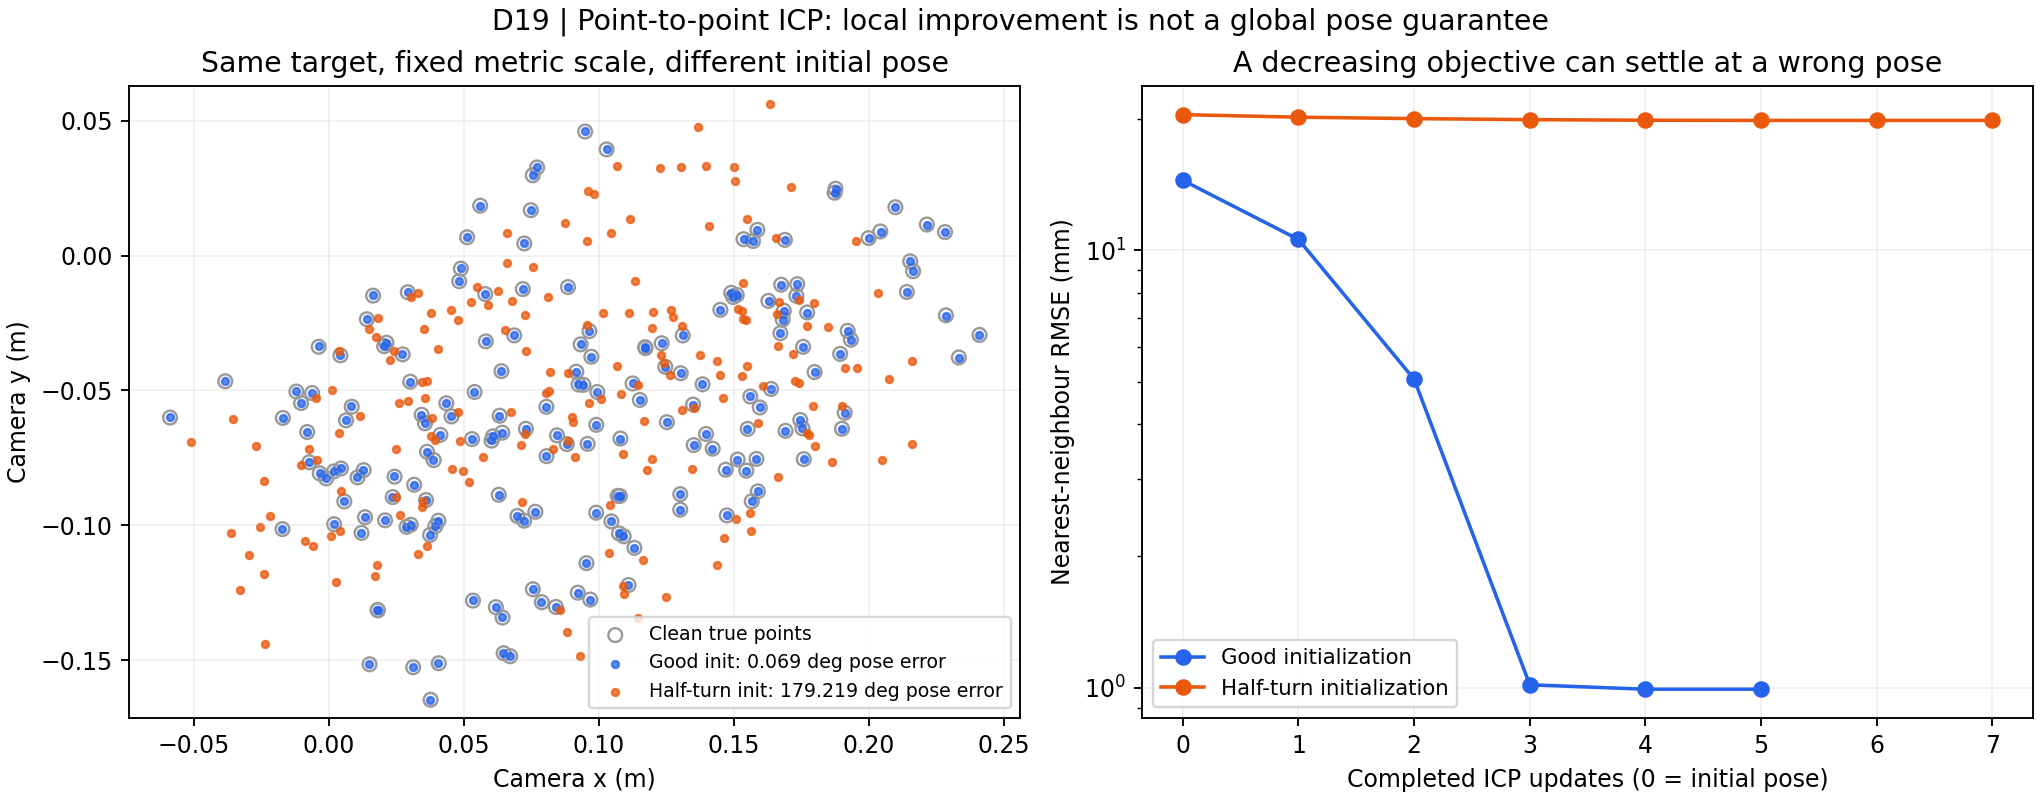 D19 | Point-to-point ICP: local improvement is not a global pose guarantee
Same target, fixed metric scale, different initial pose
Camera y (m)
0.05
0.00
−0.05
−0.10
−0.15
Clean true points
Good init: 0.069 deg pose error
Half-turn init: 179.219 deg pose error
−0.05
0.00
0.05
0.10
0.15
0.20
0.25
Camera x (m)
A decreasing objective can settle at a wrong pose
Nearest-neighbour RMSE (mm)
10¹
10⁰
Good initialization
Half-turn initialization
0
1
2
3
4
5
6
7
Completed ICP updates (0 = initial pose)